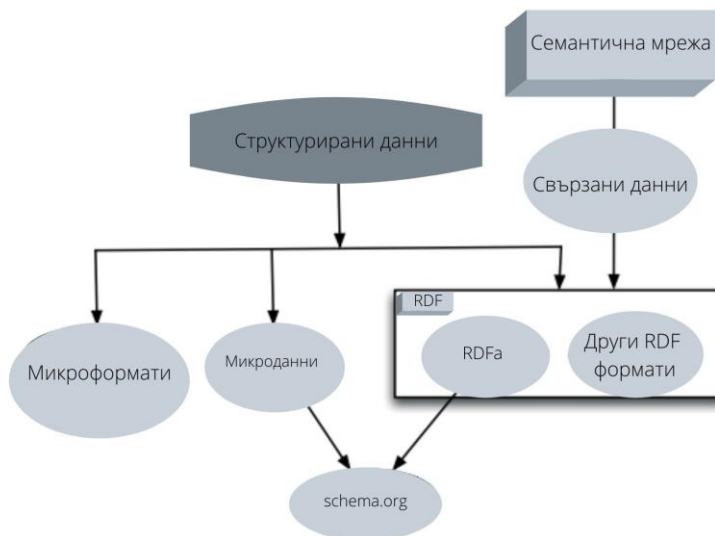 Семантична мрежа
Структурирани данни
Свързани данни
RDF
Микроформати
Микроданни
RDFa
Други RDF
формати
schema.org